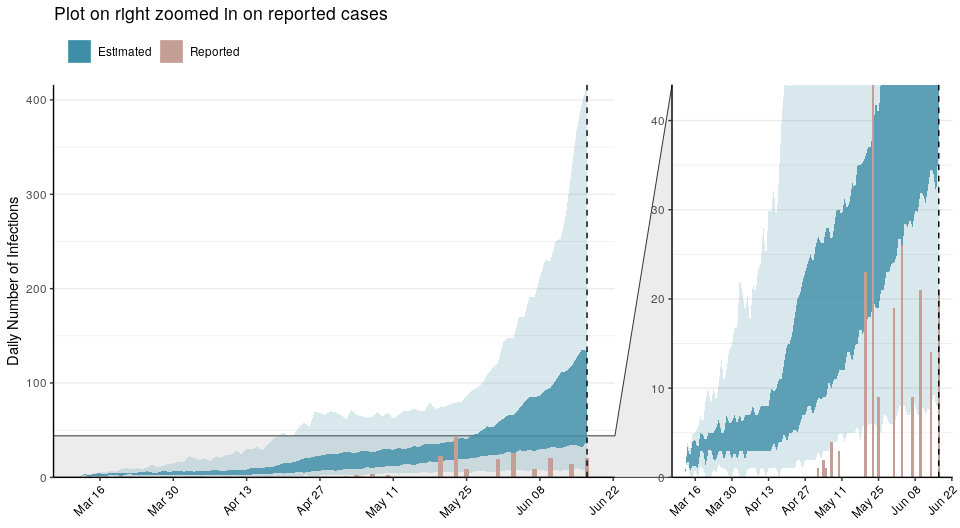 Plot on right zoomed in on reported cases
Estimated Reported
Daily Number of Infections
400
300
200
100
0
Mar 16 Mar 30 Apr 13 Apr 27 May 11 May 25 Jun 08 Jun 22
40
30
20
10
0
Mar 16 Mar 30 Apr 13 Apr 27 May 11 May 25 Jun 08 Jun 22